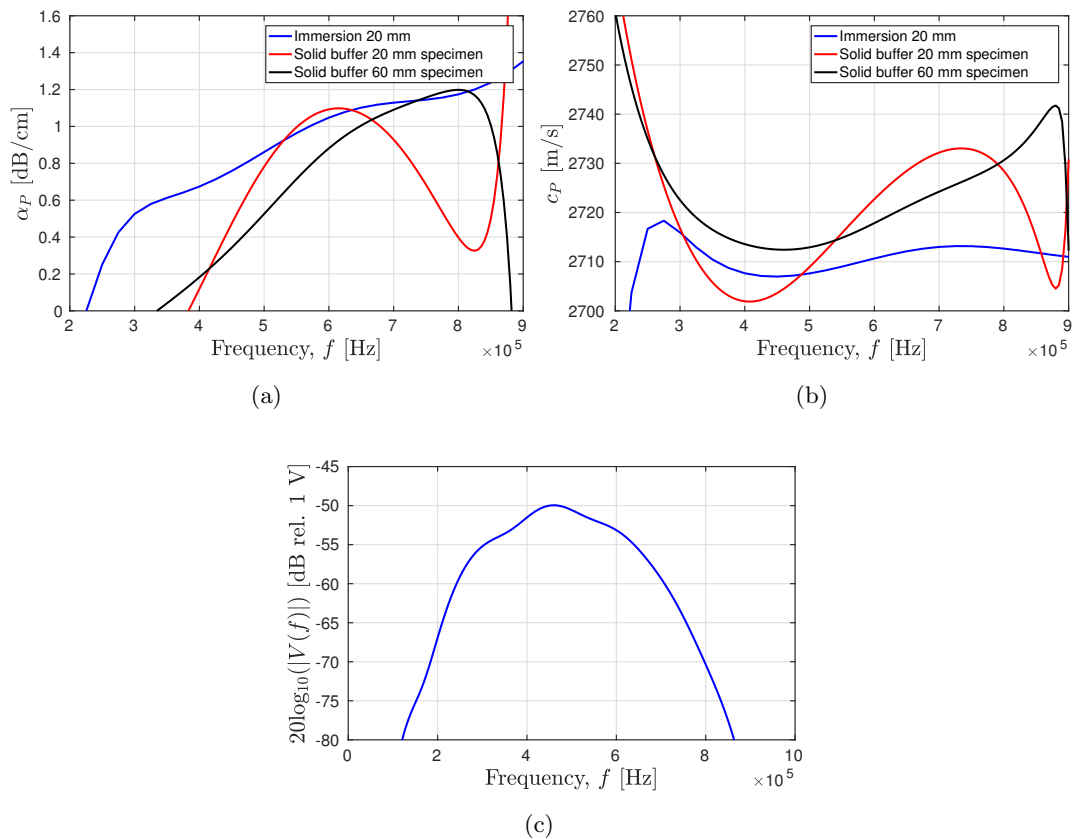 1.6
1.4
1.2
1
0.8
0.6
0.4
0.2
0
α_P [dB/cm]
Immersion 20 mm
Solid buffer 20 mm specimen
Solid buffer 60 mm specimen
2 3 4 5 6 7 8 9
Frequency, f [Hz] ×10^5
(a)
2760
2750
2740
2730
2720
2710
2700
c_P [m/s]
Immersion 20 mm
Solid buffer 20 mm specimen
Solid buffer 60 mm specimen
2 3 4 5 6 7 8 9
Frequency, f [Hz] ×10^5
(b)
-45
-50
-55
-60
-65
-70
-75
-80
20log_10(|V(f)|) [dB rel. 1 V]
0 2 4 6 8 10
Frequency, f [Hz] ×10^5
(c)